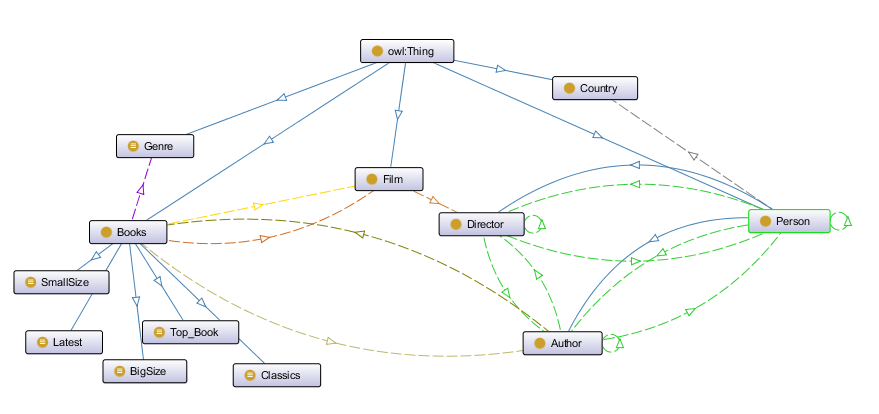 owl:Thing
Country
Genre
Film
Books
Director
Person
SmallSize
Latest
Top_Book
Author
BigSize
Classics